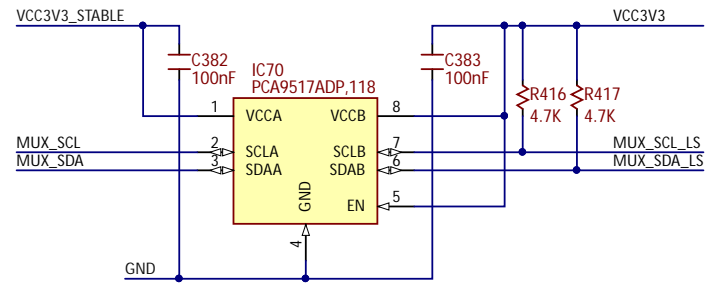 VCC3V3_STABLE
VCC3V3
C382
100nF
C383
100nF
IC70
PCA9517ADP,118
R416
4.7K
R417
4.7K
1
VCCA
VCCB
8
MUX_SCL
2
SCLA
SCLB
7
MUX_SCL_LS
MUX_SDA
3
SDAA
SDAB
6
MUX_SDA_LS
GND
EN
5
4
GND